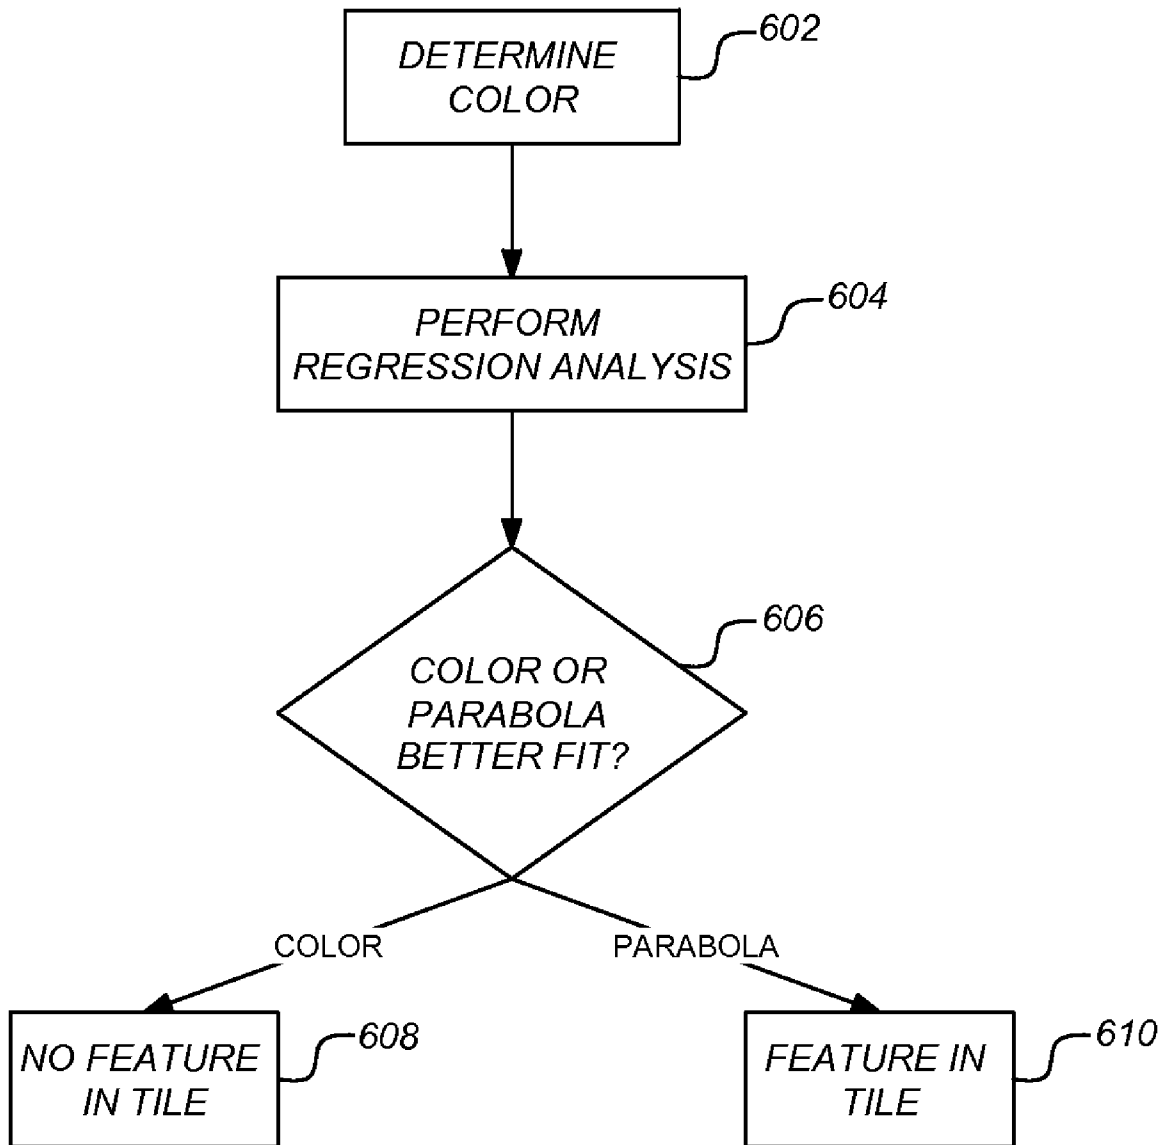 602
DETERMINE
COLOR
604
PERFORM
REGRESSION ANALYSIS
606
COLOR OR
PARABOLA
BETTER FIT?
COLOR
PARABOLA
NO FEATURE
IN TILE
608
FEATURE IN
TILE
610